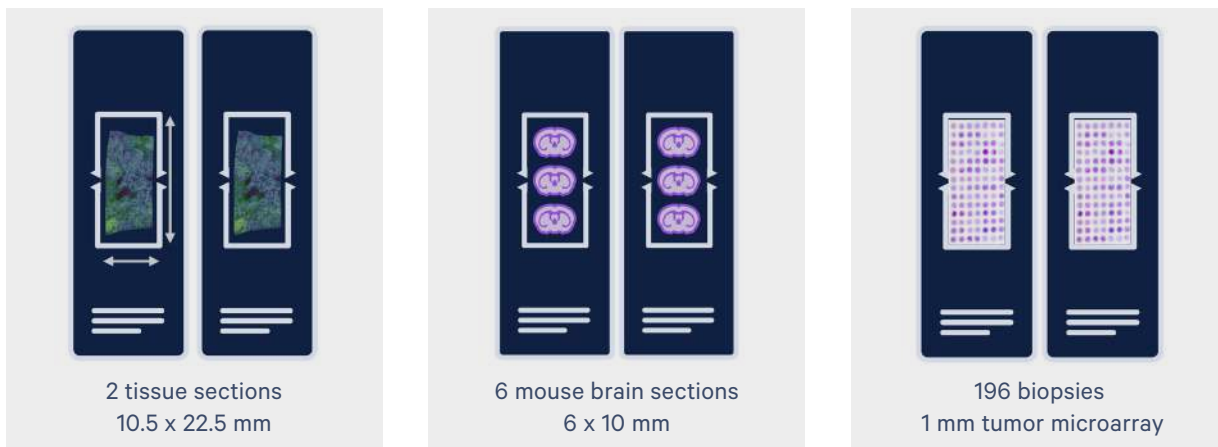 2 tissue sections
10.5 x 22.5 mm
6 mouse brain sections
6 x 10 mm
196 biopsies
1 mm tumor microarray